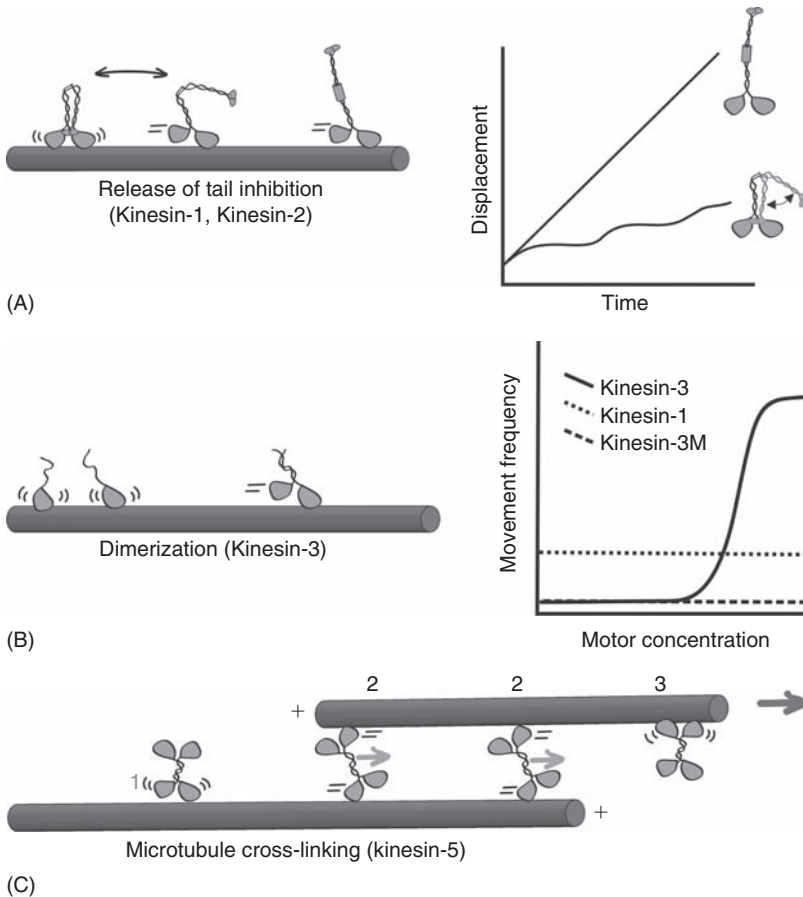 Release of tail inhibition
(Kinesin-1, Kinesin-2)
Displacement
Time
(A)
Dimerization (Kinesin-3)
Movement frequency
Kinesin-3
Kinesin-1
Kinesin-3M
Motor concentration
(B)
2 2 3
+
1
+
Microtubule cross-linking (kinesin-5)
(C)